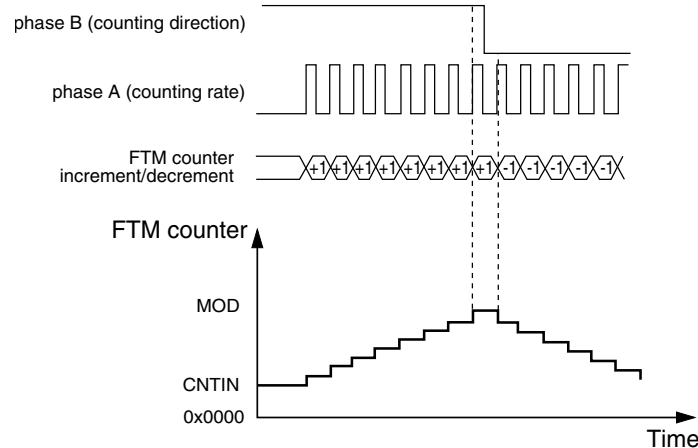 phase B (counting direction)
phase A (counting rate)
FTM counter
increment/decrement
+1 +1 +1 +1 +1 +1 +1 +1 -1 -1 -1 -1 -1
FTM counter
MOD
CNTIN
0x0000
Time